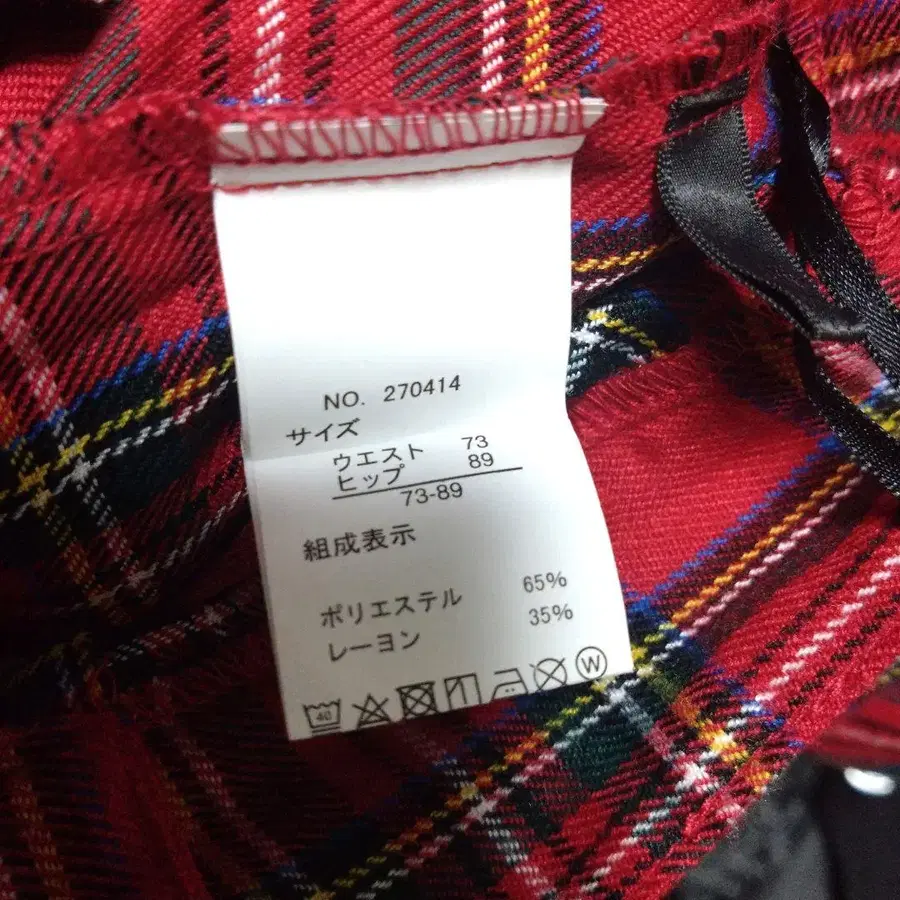 NO. 270414
サイズ
ウエスト 73
ヒップ 89
73-89
組成表示
ポリエステル 65%
レーヨン 35%
40
W